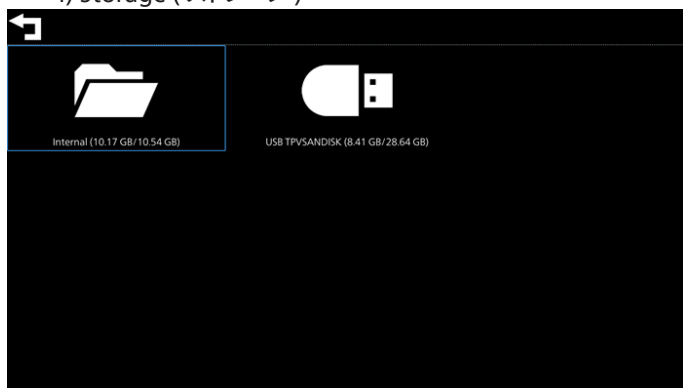 Internal (10.17 GB/10.54 GB)
USB TPVSANDISK (8.41 GB/28.64 GB)